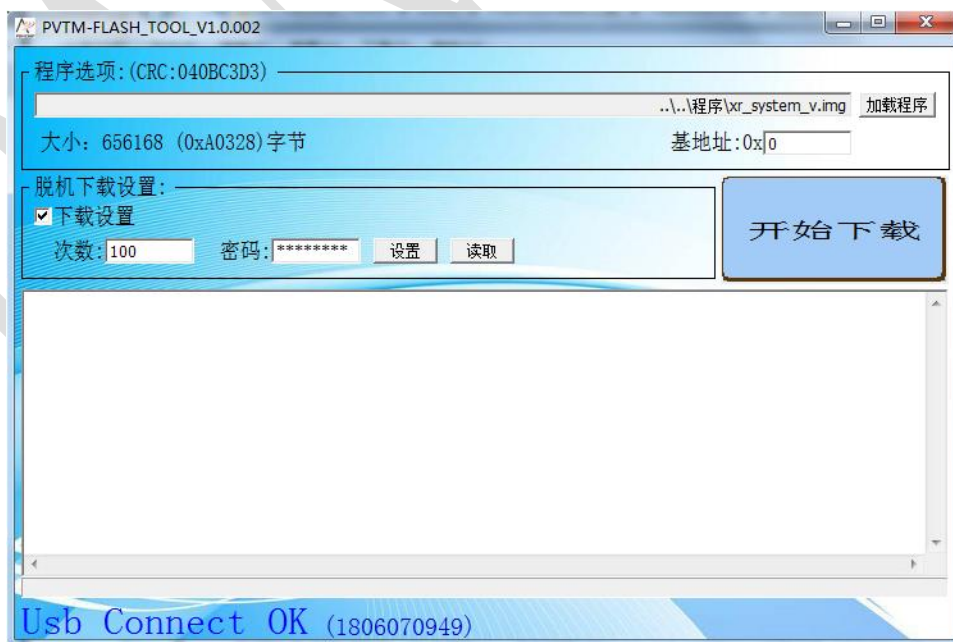 PVTM-FLASH_TOOL_V1.0.002
程序选项:(CRC:040BC3D3)
..\..\程序\xr_system_v.img 加载程序
大小: 656168 (0xA0328)字节 基地址:0x 0
脱机下载设置:
下载设置
次数: 100 密码: ******** 设置 读取
开始下载
Usb Connect OK (1806070949)